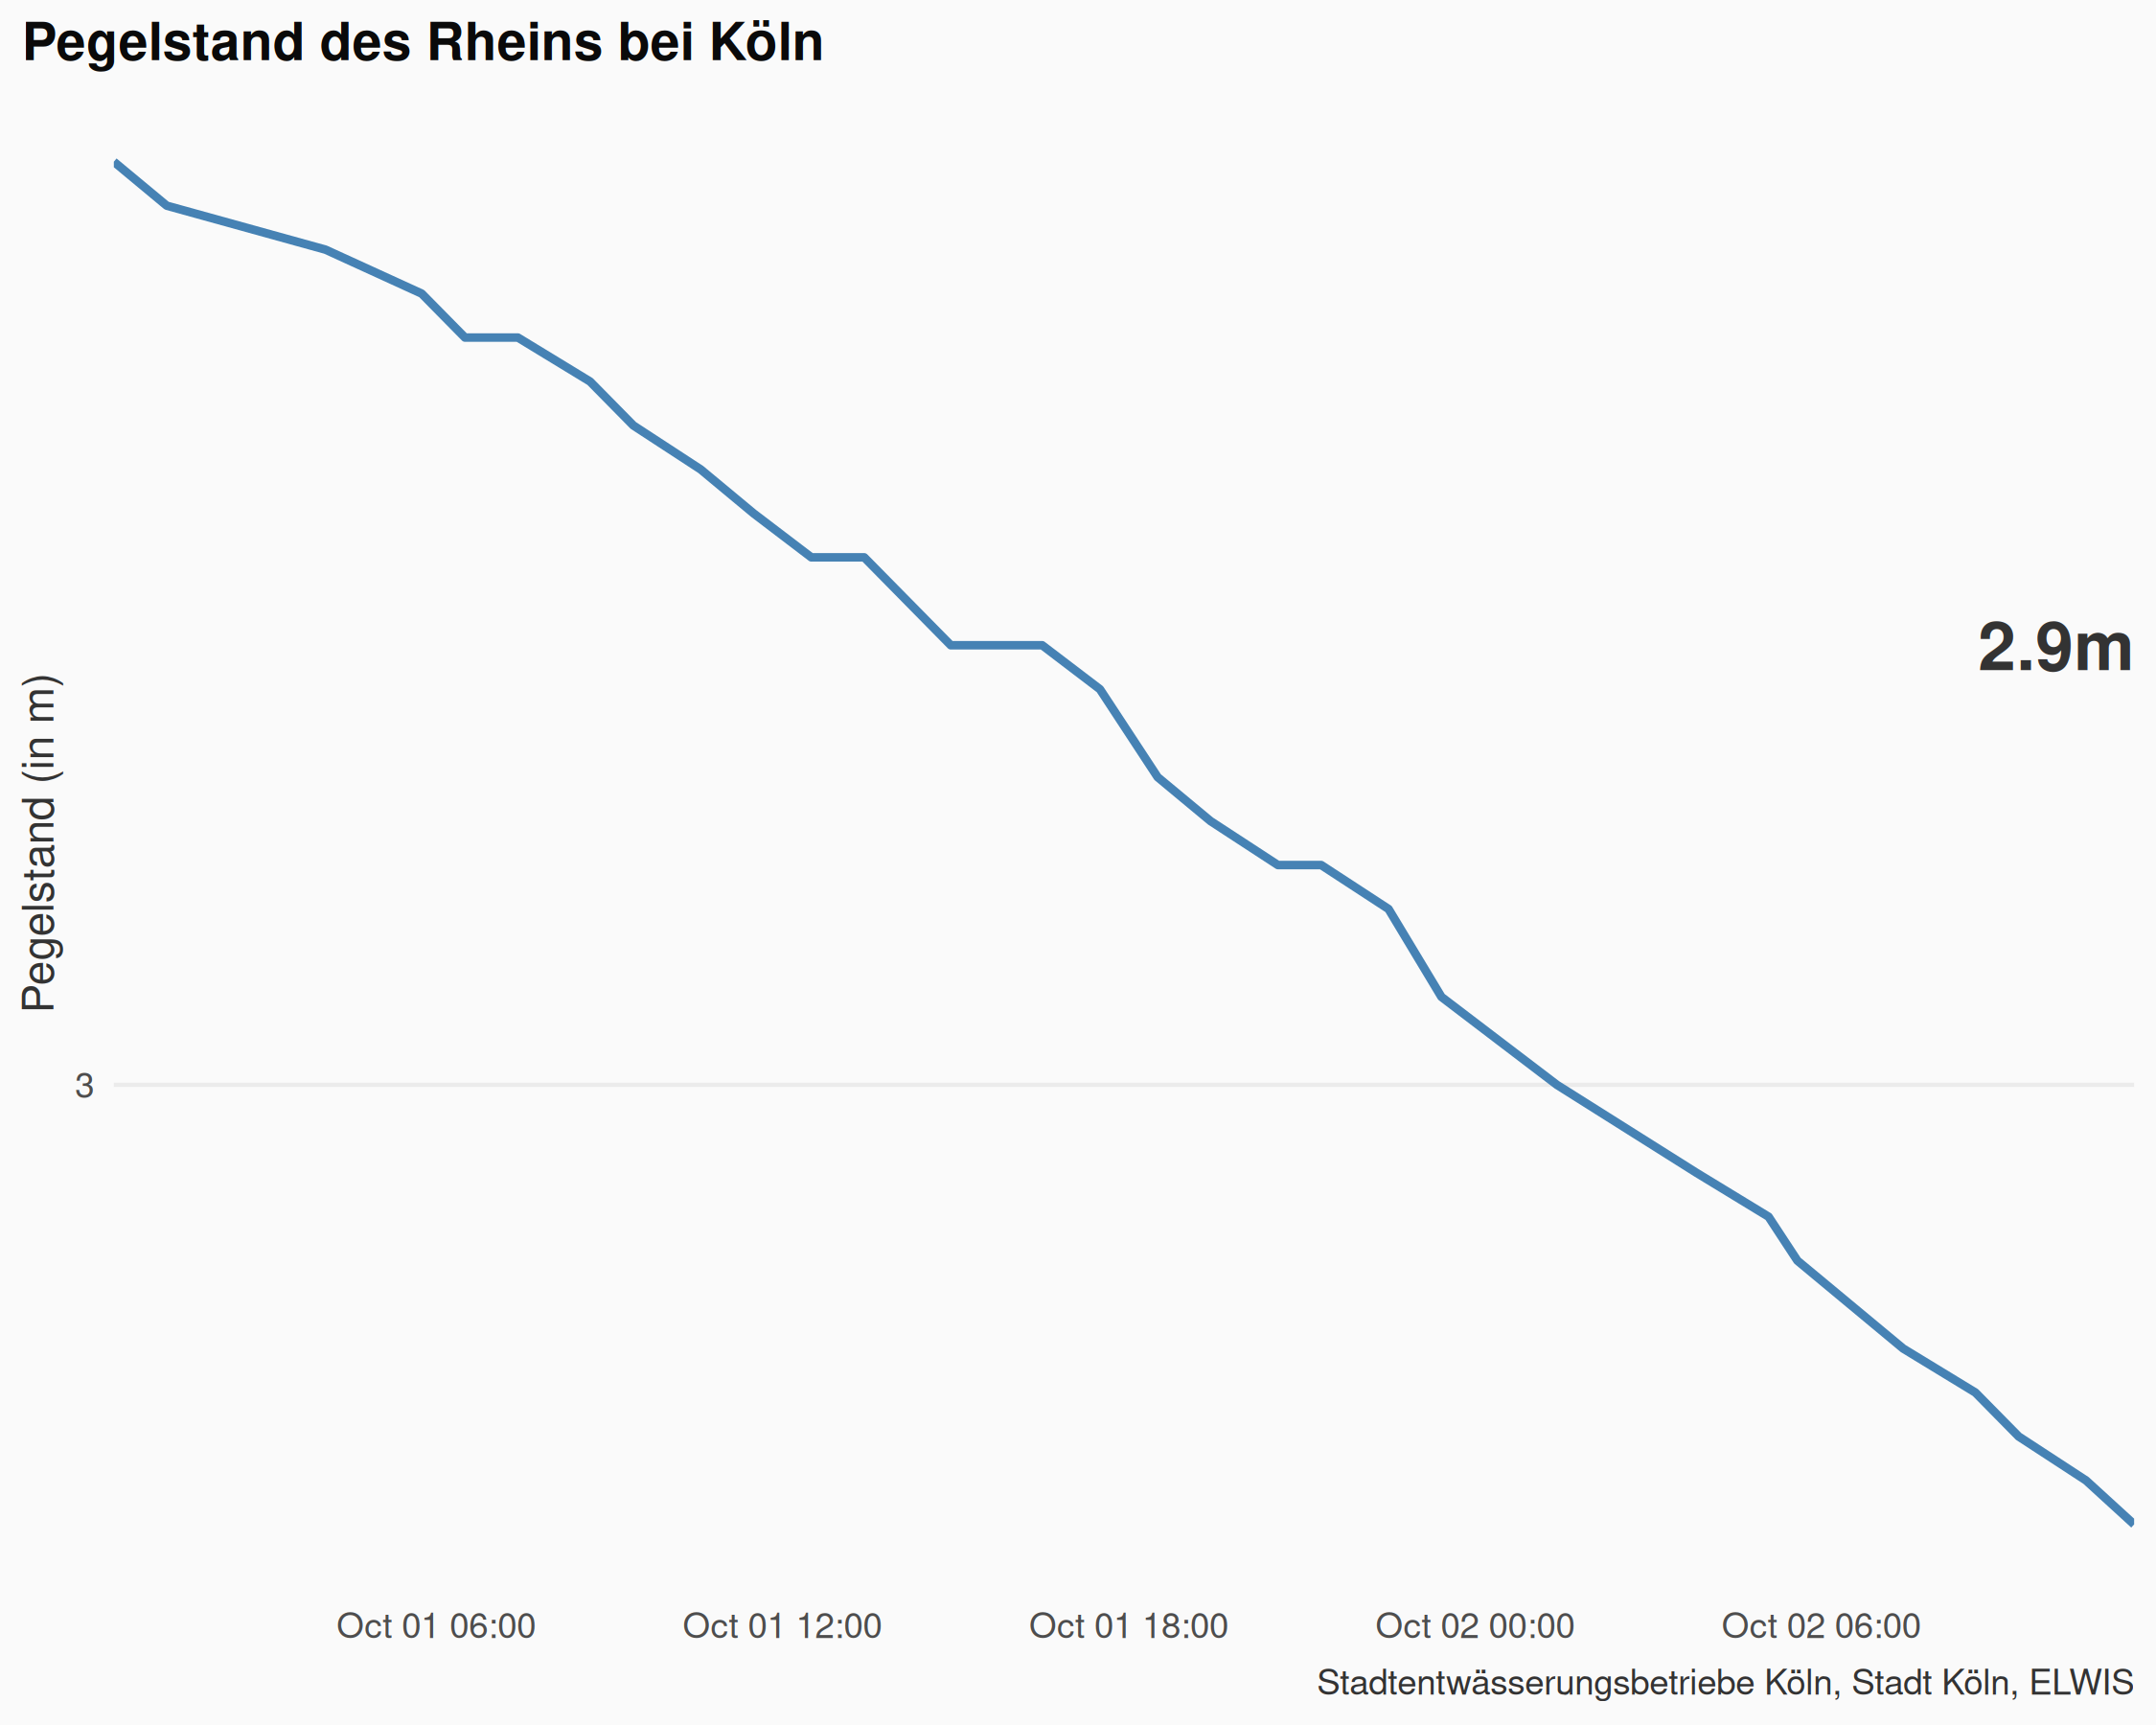 Pegelstand des Rheins bei Köln
2.9m
Pegelstand (in m)
3
Oct 01 06:00 Oct 01 12:00 Oct 01 18:00 Oct 02 00:00 Oct 02 06:00
Stadtentwässerungsbetriebe Köln, Stadt Köln, ELWIS